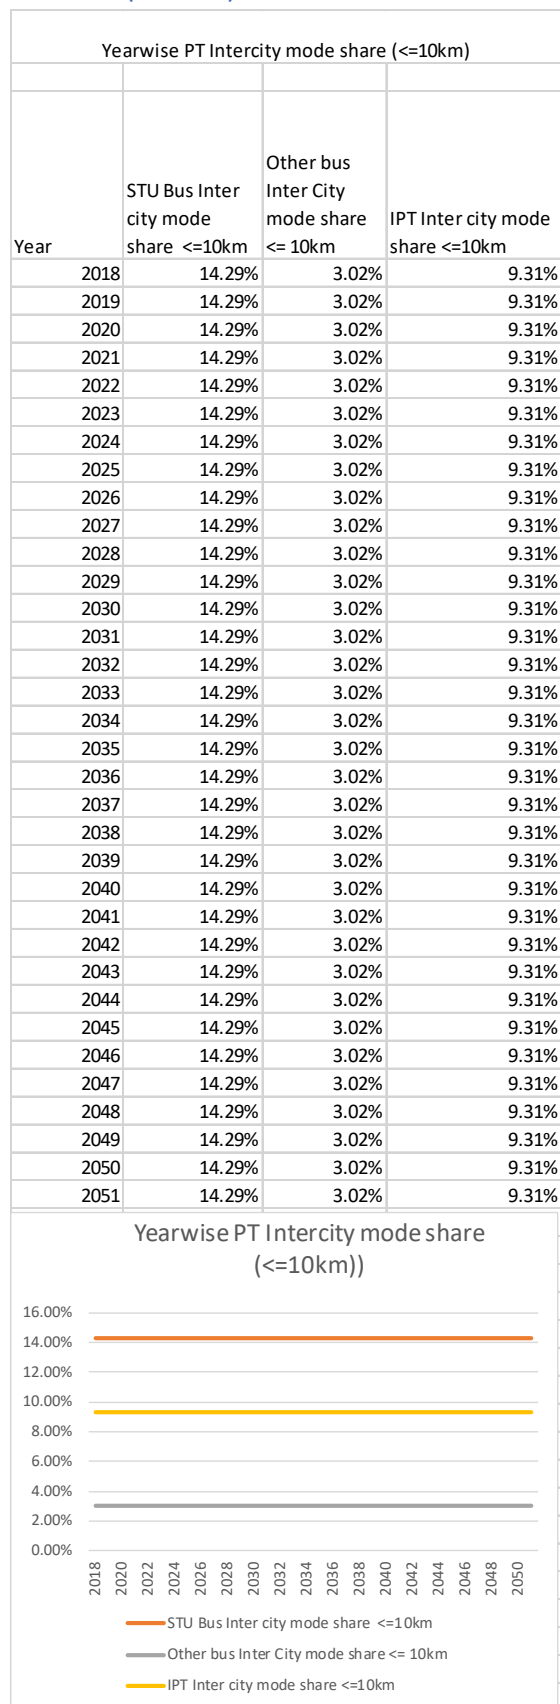 Yearwise PT Intercity mode share (<=10km)
Year
STU Bus Inter
city mode
share  <=10km
Other bus
Inter City
mode share
<= 10km
IPT Inter city mode
share <=10km
2018 14.29% 3.02% 9.31%
2019 14.29% 3.02% 9.31%
2020 14.29% 3.02% 9.31%
2021 14.29% 3.02% 9.31%
2022 14.29% 3.02% 9.31%
2023 14.29% 3.02% 9.31%
2024 14.29% 3.02% 9.31%
2025 14.29% 3.02% 9.31%
2026 14.29% 3.02% 9.31%
2027 14.29% 3.02% 9.31%
2028 14.29% 3.02% 9.31%
2029 14.29% 3.02% 9.31%
2030 14.29% 3.02% 9.31%
2031 14.29% 3.02% 9.31%
2032 14.29% 3.02% 9.31%
2033 14.29% 3.02% 9.31%
2034 14.29% 3.02% 9.31%
2035 14.29% 3.02% 9.31%
2036 14.29% 3.02% 9.31%
2037 14.29% 3.02% 9.31%
2038 14.29% 3.02% 9.31%
2039 14.29% 3.02% 9.31%
2040 14.29% 3.02% 9.31%
2041 14.29% 3.02% 9.31%
2042 14.29% 3.02% 9.31%
2043 14.29% 3.02% 9.31%
2044 14.29% 3.02% 9.31%
2045 14.29% 3.02% 9.31%
2046 14.29% 3.02% 9.31%
2047 14.29% 3.02% 9.31%
2048 14.29% 3.02% 9.31%
2049 14.29% 3.02% 9.31%
2050 14.29% 3.02% 9.31%
2051 14.29% 3.02% 9.31%
Yearwise PT Intercity mode share
(<=10km))
16.00%
14.00%
12.00%
10.00%
8.00%
6.00%
4.00%
2.00%
0.00%
2018 2020 2022 2024 2026 2028 2030 2032 2034 2036 2038 2040 2042 2044 2046 2048 2050
STU Bus Inter city mode share  <=10km
Other bus Inter City mode share <= 10km
IPT Inter city mode share <=10km